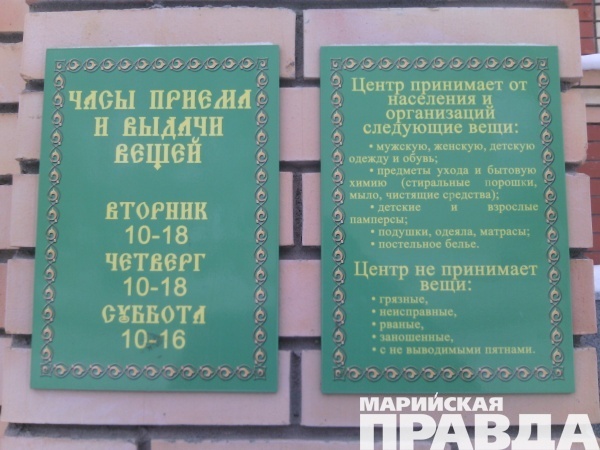 ЧАСЫ ПРИЕМА
И ВЫДАЧИ
ВЕЩЕЙ
ВТОРНИК
10-18
ЧЕТВЕРГ
10-18
СУББОТА
10-16
Центр принимает от
населения и
организаций
следующие вещи:
• мужскую, женскую, детскую
одежду и обувь;
• предметы ухода и бытовую
химию (стиральные порошки,
мыло, чистящие средства);
• детские и взрослые
памперсы;
• подушки, одеяла, матрасы;
• постельное белье.
Центр не принимает
вещи:
• грязные,
• неисправные,
• рваные,
• заношенные,
• с не выводимыми пятнами.
МАРИЙСКАЯ
ПРАВДА